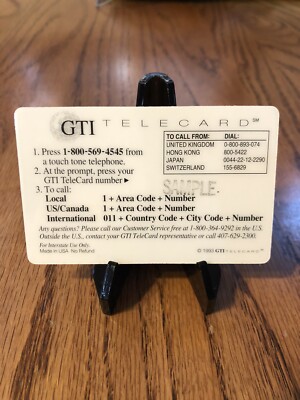 GTI TELECARD℠
TO CALL FROM: DIAL:
UNITED KINGDOM 0-800-893-074
HONG KONG 800-5422
JAPAN 0044-22-12-2290
SWITZERLAND 155-6829
1. Press 1-800-569-4545 from
a touch tone telephone.
2. At the prompt, press your
GTI TeleCard number ▶
SAMPLE
3. To call:
Local 1 + Area Code + Number
US/Canada 1 + Area Code + Number
International 011 + Country Code + City Code + Number
Any questions? Please call our Customer Service free at 1-800-364-9292 in the U.S.
Outside the U.S., contact your GTI TeleCard representative or call 407-629-2300.
For Interstate Use Only.
Made in USA No Refund
© 1993 GTI TELECARD℠